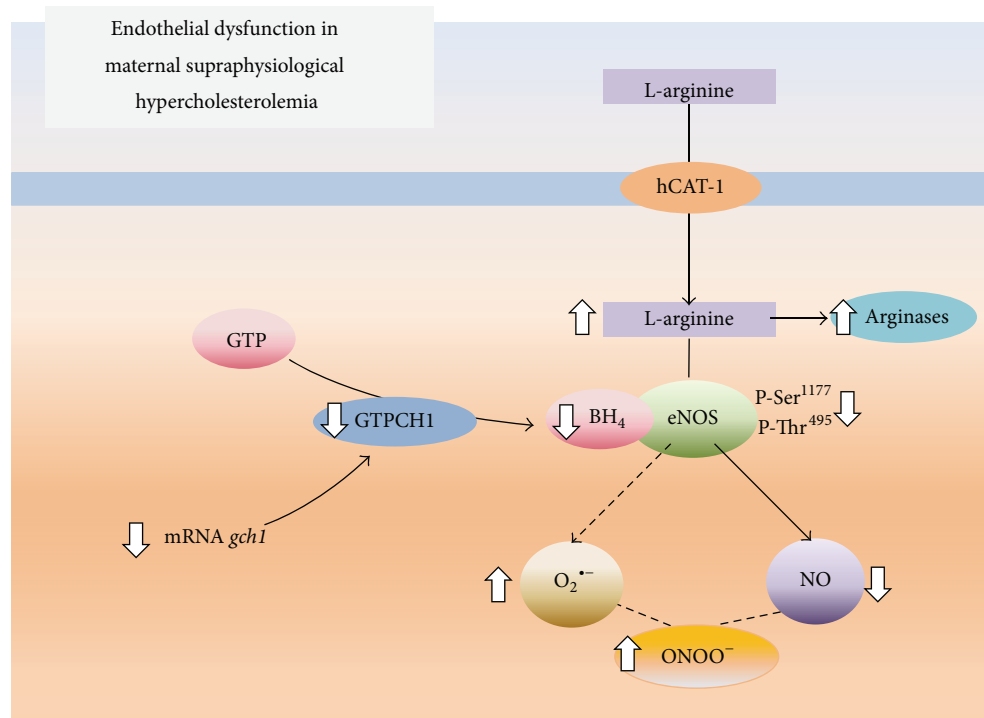 Endothelial dysfunction in
maternal supraphysiological
hypercholesterolemia
L-arginine
hCAT-1
L-arginine
Arginases
GTP
GTPCH1
BH₄
eNOS
P-Ser¹¹⁷⁷
P-Thr⁴⁹⁵
mRNA gch1
O₂•⁻
NO
ONOO⁻